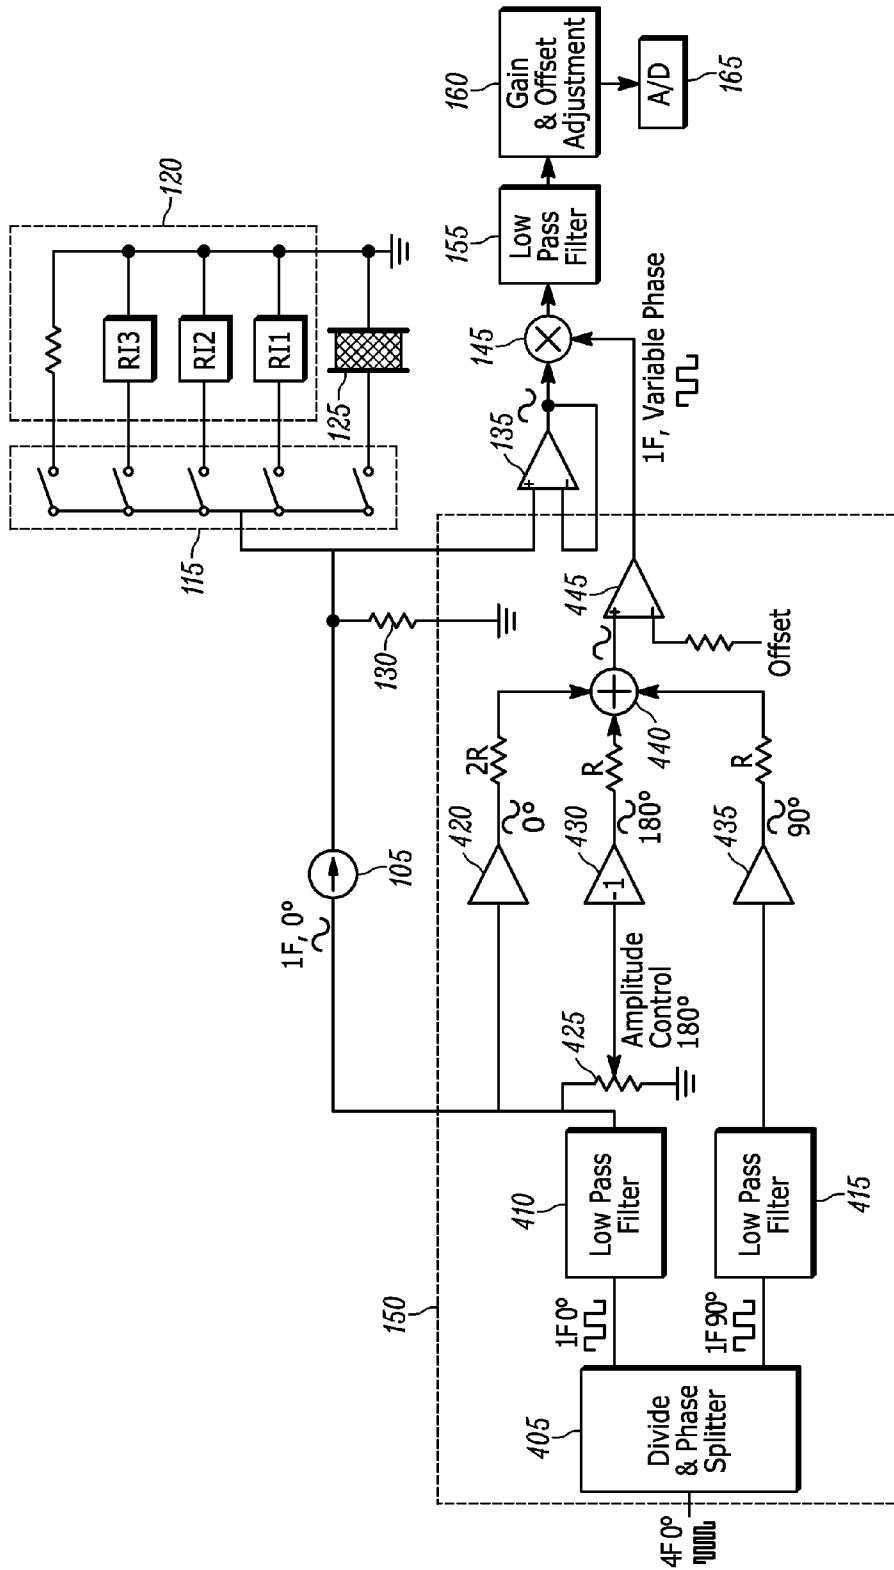 120
RI3
RI2
RI1
125
115
130
1F, 0°
105
160
Gain
& Offset
Adjustment
A/D
165
155
Low
Pass
Filter
145
135
+
−
1F, Variable Phase
445
+
−
Offset
440
2R
R
R
420
0°
430
-1
180°
435
90°
425
Amplitude
Control
180°
410
Low Pass
Filter
Low Pass
Filter
415
150
1F0°
1F90°
405
Divide
& Phase
Splitter
4F0°